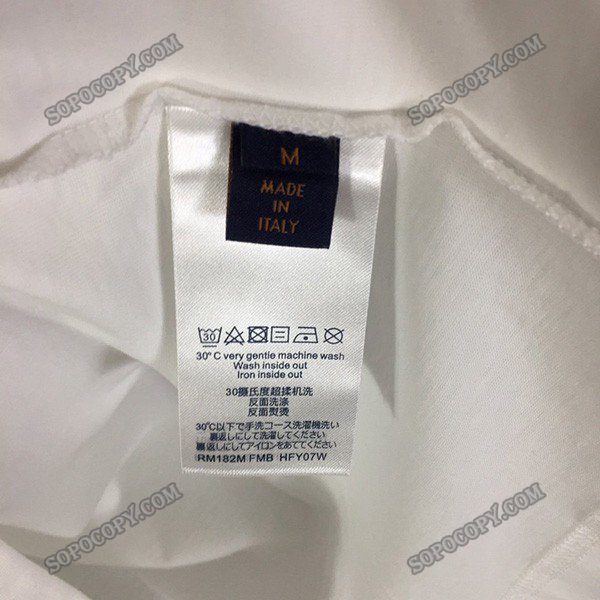 SOPOCOPY.COM
SOPOCOPY.COM
M
MADE
IN
ITALY
30
30°C very gentle machine wash
Wash inside out
Iron inside out
30摄氏度超揉机洗
反面洗涤
反面熨烫
30℃以下で手洗コース洗濯機洗い
裏返しにして洗濯してください
裏返しにしてアイロンをあててください
RM182M FMB HFY07W
SOPOCOPY.COM
SOPOCOPY.COM